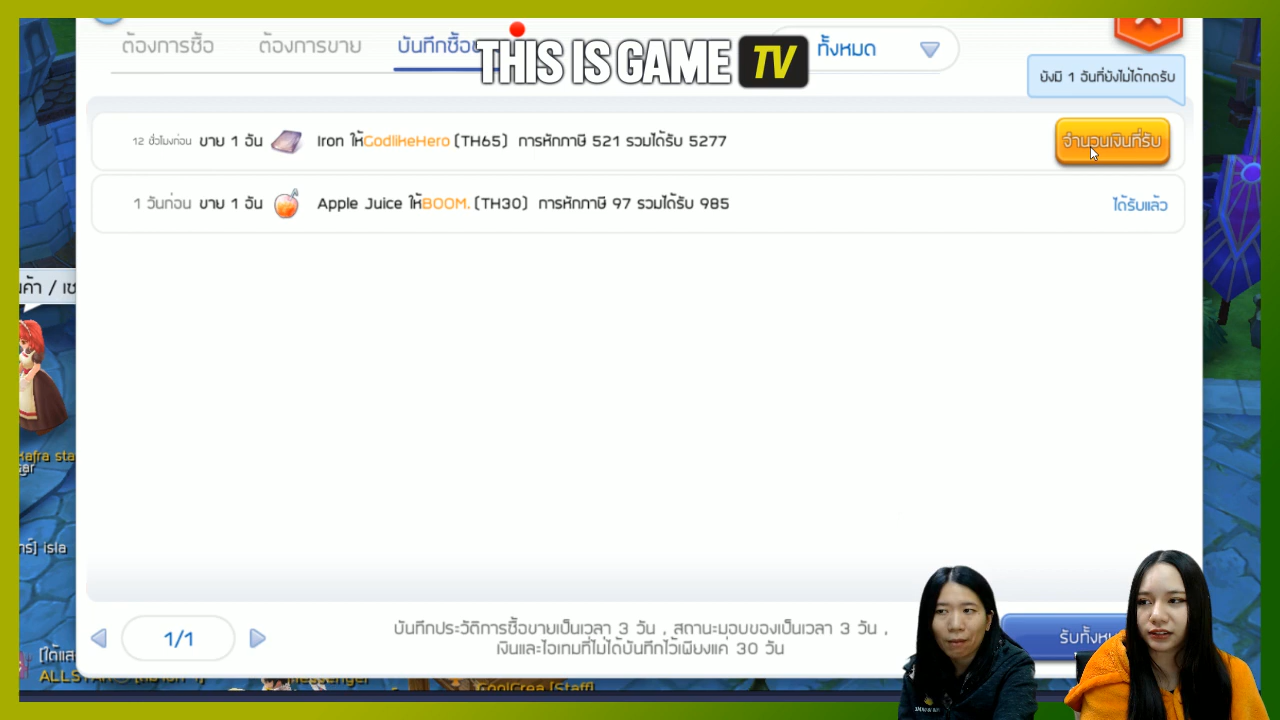 ต้องการซื้อ ต้องการขาย บันทึกซื้อ
THIS IS GAME TV
ทั้งหมด
ยังมี 1 อันที่ยังไม่ได้กดรับ
12 ชั่วโมงก่อน ขาย 1 อัน Iron ให้GodlikeHero (TH65) การหักภาษี 521 รวมได้รับ 5277
จำนวนเงินที่รับ
1 วันก่อน ขาย 1 อัน Apple Juice ให้BOOM. (TH30) การหักภาษี 97 รวมได้รับ 985
ได้รับแล้ว
isla
1/1
บันทึกประวัติการซื้อขายเป็นเวลา 3 วัน , สถานะมอบของเป็นเวลา 3 วัน ,
เงินและไอเทมที่ไม่ได้บันทึกไว้เพียงแค่ 30 วัน
CoolCrea [Staff]